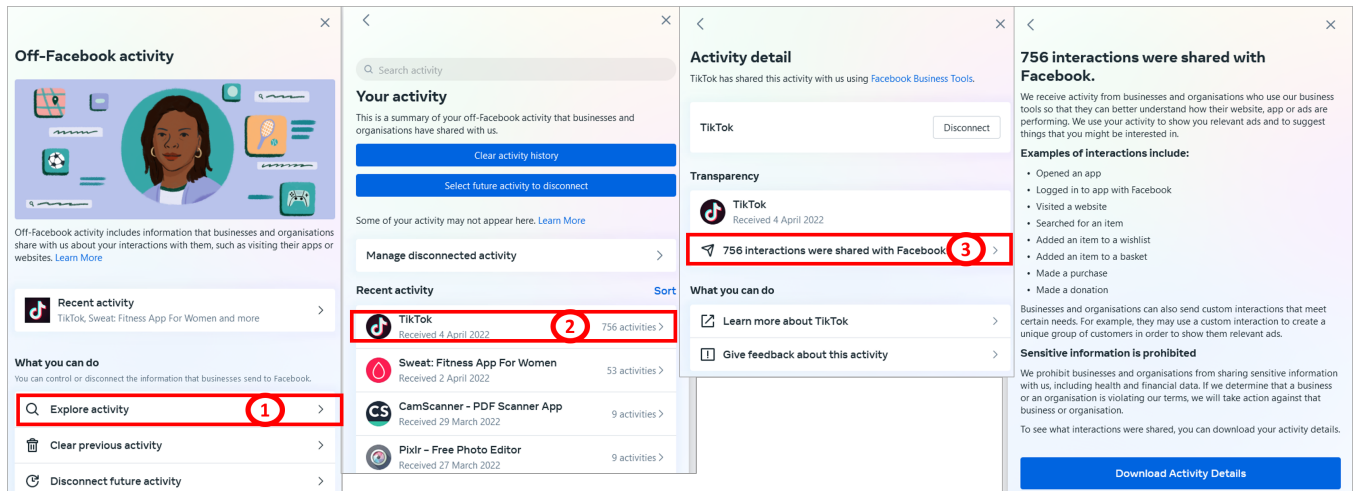 Off-Facebook activity
Off-Facebook activity includes information that businesses and organisations
share with us about your interactions with them, such as visiting their apps or
websites. Learn More
Recent activity
TikTok, Sweat: Fitness App For Women and more
What you can do
You can control or disconnect the information that businesses send to Facebook.
Explore activity
1
Clear previous activity
Disconnect future activity
Search activity
Your activity
This is a summary of your off-Facebook activity that businesses and
organisations have shared with us.
Clear activity history
Select future activity to disconnect
Some of your activity may not appear here. Learn More
Manage disconnected activity
Recent activity Sort
TikTok
Received 4 April 2022
2
756 activities
Sweat: Fitness App For Women
Received 2 April 2022
53 activities
CS
CamScanner - PDF Scanner App
Received 29 March 2022
9 activities
Pixlr – Free Photo Editor
Received 27 March 2022
9 activities
Activity detail
TikTok has shared this activity with us using Facebook Business Tools.
TikTok
Disconnect
Transparency
TikTok
Received 4 April 2022
756 interactions were shared with Facebook
3
What you can do
Learn more about TikTok
Give feedback about this activity
756 interactions were shared with
Facebook.
We receive activity from businesses and organisations who use our business
tools so that they can better understand how their website, app or ads are
performing. We use your activity to show you relevant ads and to suggest
things that you might be interested in.
Examples of interactions include:
• Opened an app
• Logged in to app with Facebook
• Visited a website
• Searched for an item
• Added an item to a wishlist
• Added an item to a basket
• Made a purchase
• Made a donation
Businesses and organisations can also send custom interactions that meet
certain needs. For example, they may use a custom interaction to create a
unique group of customers in order to show them relevant ads.
Sensitive information is prohibited
We prohibit businesses and organisations from sharing sensitive information
with us, including health and financial data. If we determine that a business
or an organisation is violating our terms, we will take action against that
business or organisation.
To see what interactions were shared, you can download your activity details.
Download Activity Details